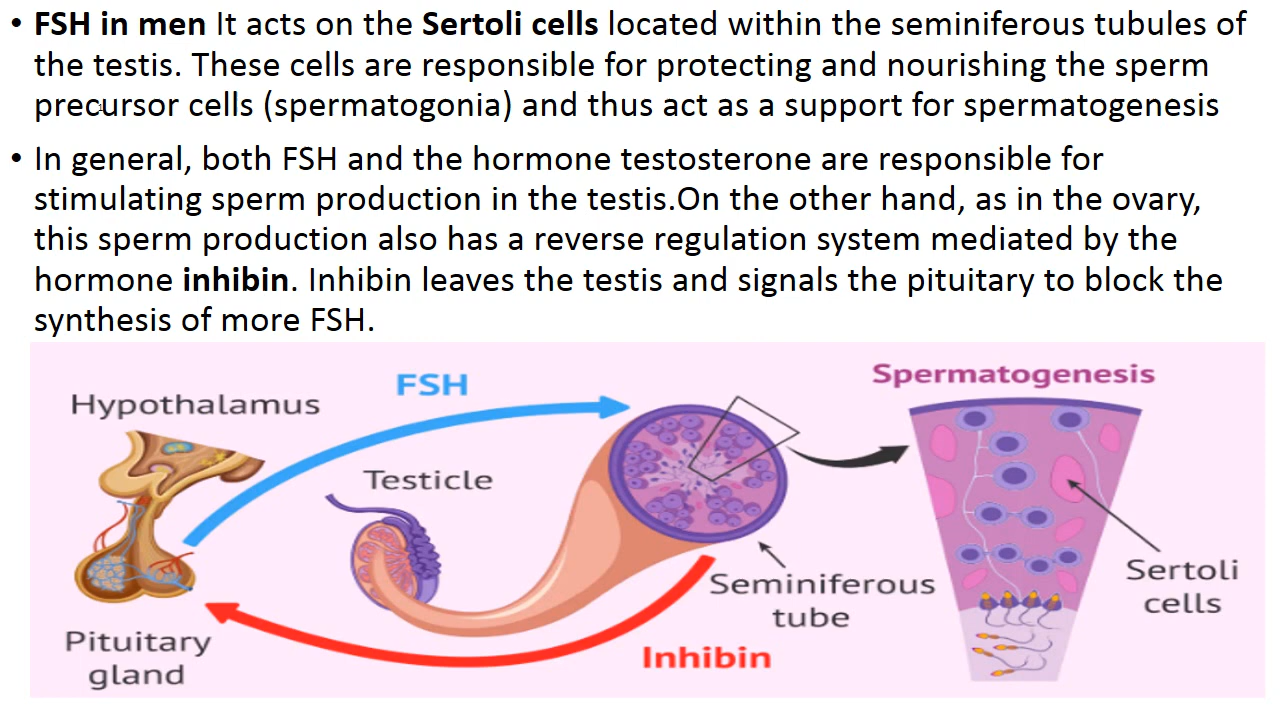 • FSH in men It acts on the Sertoli cells located within the seminiferous tubules of
the testis. These cells are responsible for protecting and nourishing the sperm
precursor cells (spermatogonia) and thus act as a support for spermatogenesis
• In general, both FSH and the hormone testosterone are responsible for
stimulating sperm production in the testis.On the other hand, as in the ovary,
this sperm production also has a reverse regulation system mediated by the
hormone inhibin. Inhibin leaves the testis and signals the pituitary to block the
synthesis of more FSH.
Hypothalamus
FSH
Spermatogenesis
Testicle
Seminiferous
tube
Sertoli
cells
Pituitary
gland
Inhibin